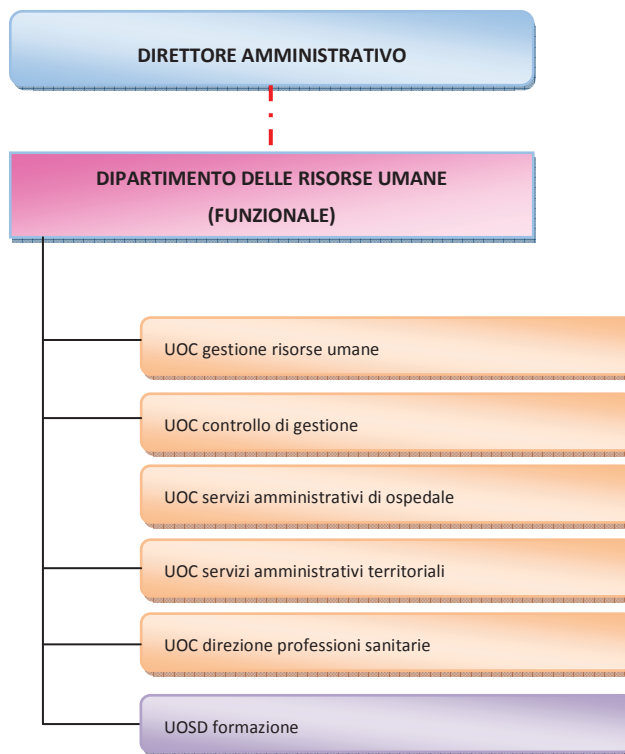 DIRETTORE AMMINISTRATIVO
DIPARTIMENTO DELLE RISORSE UMANE
(FUNZIONALE)
UOC gestione risorse umane
UOC controllo di gestione
UOC servizi amministrativi di ospedale
UOC servizi amministrativi territoriali
UOC direzione professioni sanitarie
UOSD formazione